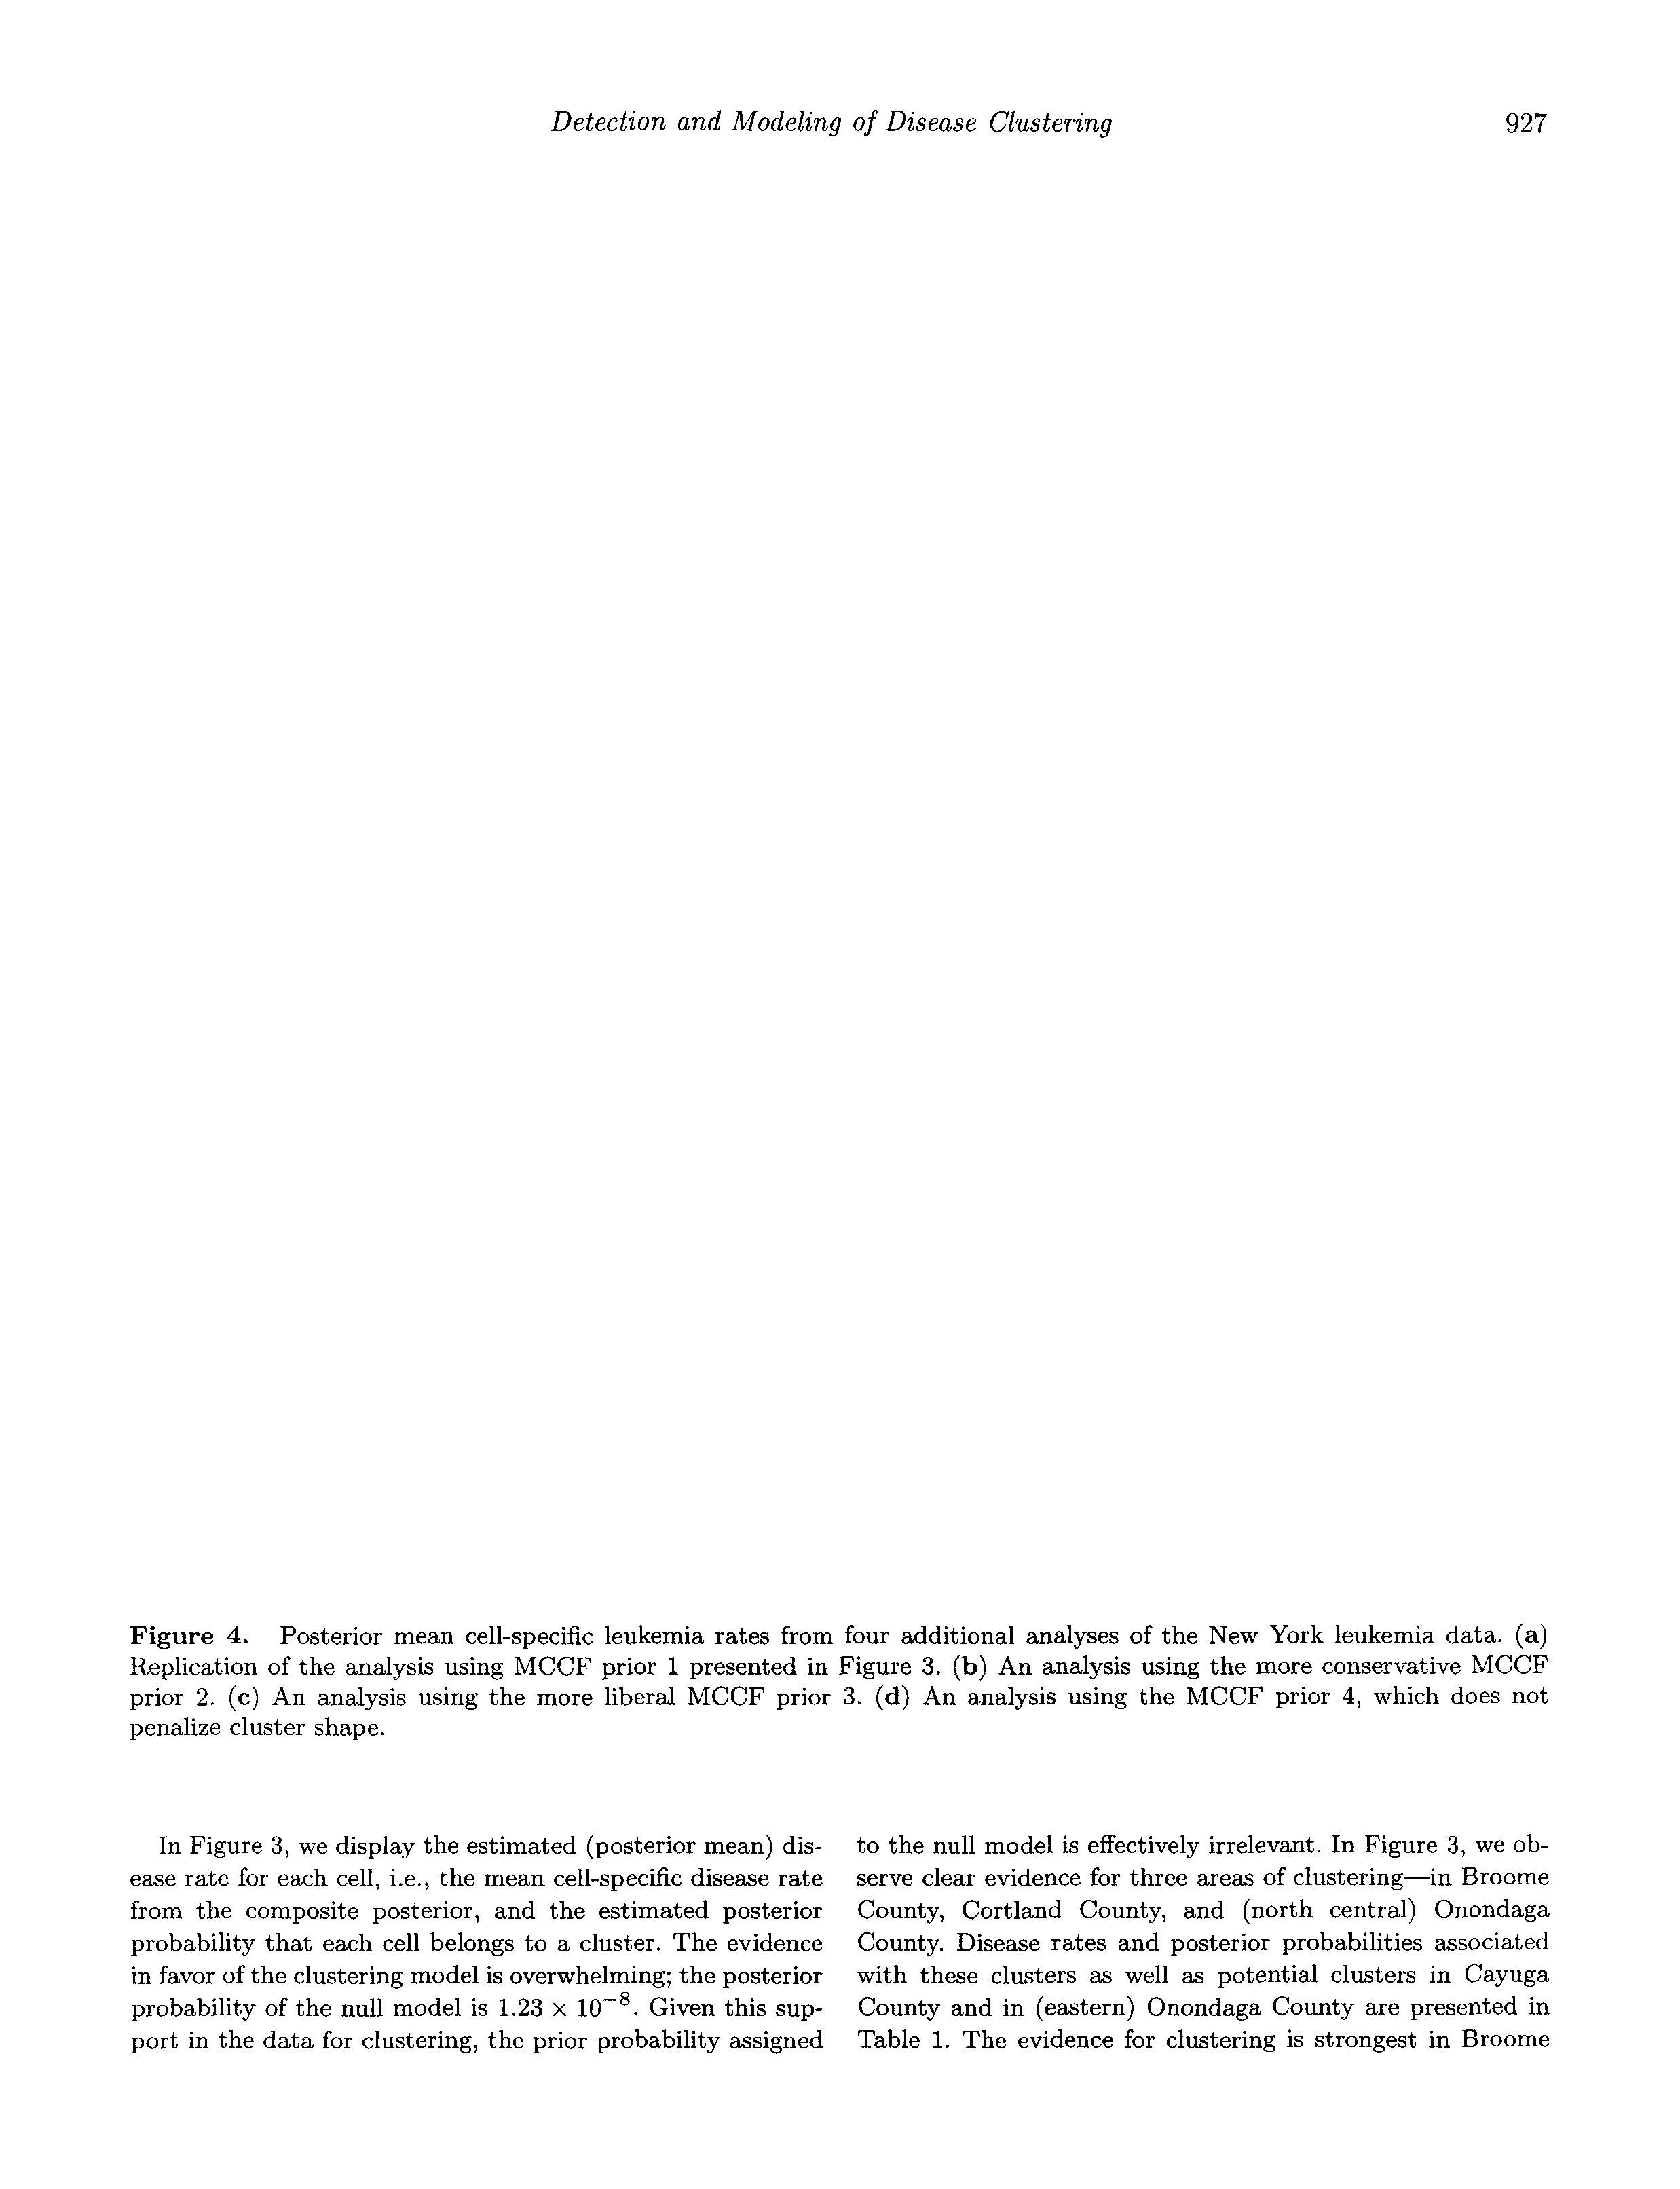 Detection and Modeling of Disease Clustering 927
Figure 4. Posterior mean cell-specific leukemia rates from four additional analyses of the New York leukemia data. (a)
Replication of the analysis using MCCF prior 1 presented in Figure 3. (b) An analysis using the more conservative MCCF
prior 2. (c) An analysis using the more liberal MCCF prior 3. (d) An analysis using the MCCF prior 4, which does not
penalize cluster shape.
In Figure 3, we display the estimated (posterior mean) dis-
ease rate for each cell, i.e., the mean cell-specific disease rate
from the composite posterior, and the estimated posterior
probability that each cell belongs to a cluster. The evidence
in favor of the clustering model is overwhelming; the posterior
probability of the null model is 1.23 x 10⁻⁸. Given this sup-
port in the data for clustering, the prior probability assigned
to the null model is effectively irrelevant. In Figure 3, we ob-
serve clear evidence for three areas of clustering—in Broome
County, Cortland County, and (north central) Onondaga
County. Disease rates and posterior probabilities associated
with these clusters as well as potential clusters in Cayuga
County and in (eastern) Onondaga County are presented in
Table 1. The evidence for clustering is strongest in Broome